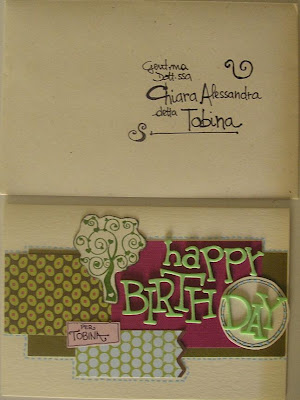 Gent.ma
Dott.ssa
Chiara Alessandra
detta Tobina
happy
BIRTH
DAY
PER
TOBINA